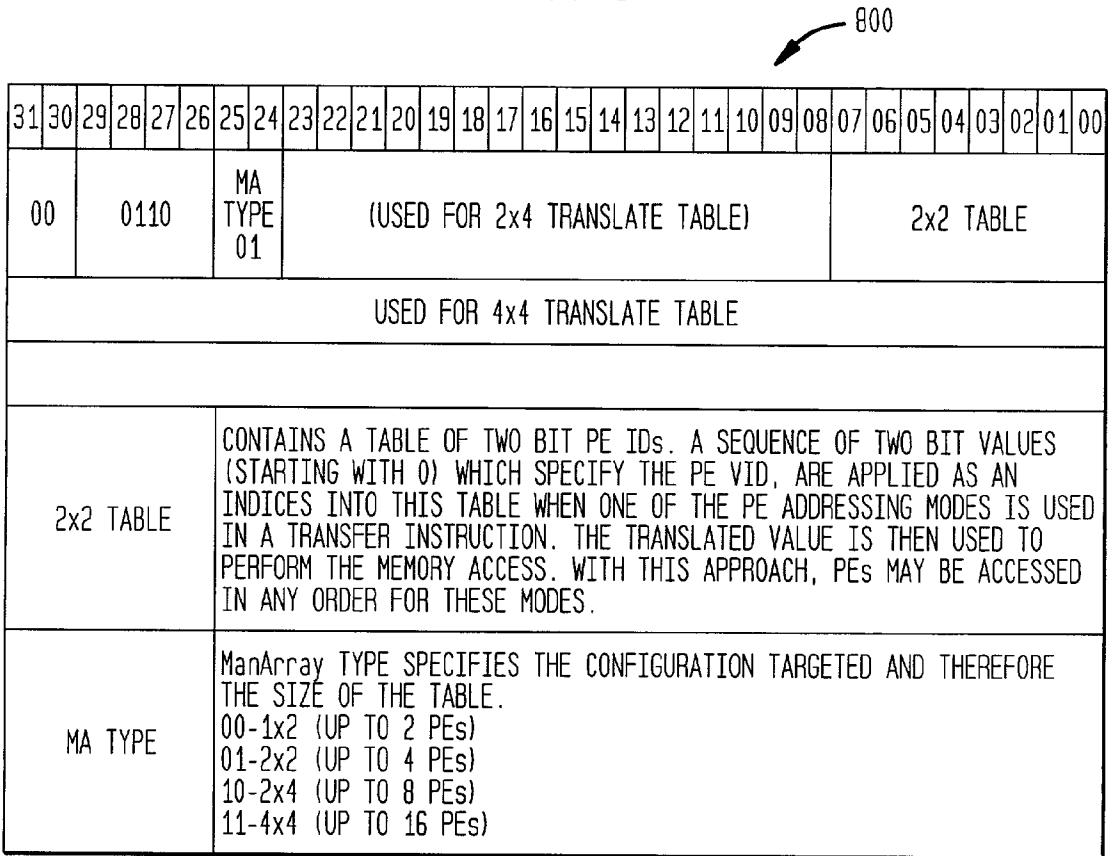 800
31 30 29 28 27 26 25 24 23 22 21 20 19 18 17 16 15 14 13 12 11 10 09 08 07 06 05 04 03 02 01 00
00 0110 MA TYPE 01 (USED FOR 2x4 TRANSLATE TABLE) 2x2 TABLE
USED FOR 4x4 TRANSLATE TABLE
2x2 TABLE
CONTAINS A TABLE OF TWO BIT PE IDs. A SEQUENCE OF TWO BIT VALUES
(STARTING WITH 0) WHICH SPECIFY THE PE VID, ARE APPLIED AS AN
INDICES INTO THIS TABLE WHEN ONE OF THE PE ADDRESSING MODES IS USED
IN A TRANSFER INSTRUCTION. THE TRANSLATED VALUE IS THEN USED TO
PERFORM THE MEMORY ACCESS. WITH THIS APPROACH, PEs MAY BE ACCESSED
IN ANY ORDER FOR THESE MODES.
MA TYPE
ManArray TYPE SPECIFIES THE CONFIGURATION TARGETED AND THEREFORE
THE SIZE OF THE TABLE.
00-1x2 (UP TO 2 PEs)
01-2x2 (UP TO 4 PEs)
10-2x4 (UP TO 8 PEs)
11-4x4 (UP TO 16 PEs)